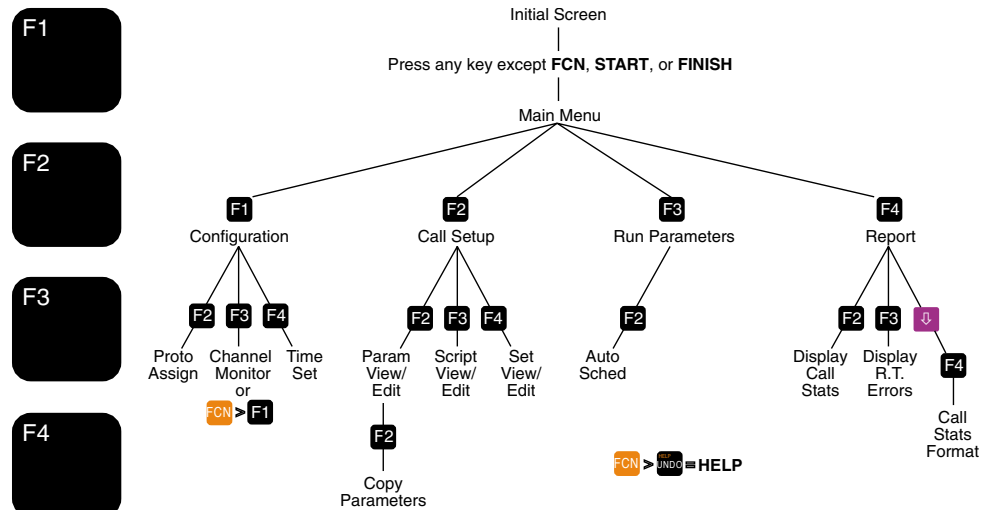 F1
F2
F3
F4
Initial Screen
Press any key except FCN, START, or FINISH
Main Menu
F1
Configuration
F2
Call Setup
F3
Run Parameters
F4
Report
F2
Proto
Assign
F3
Channel
Monitor
or
FCN > F1
F4
Time
Set
F2
Param
View/
Edit
F2
Copy
Parameters
F3
Script
View/
Edit
F4
Set
View/
Edit
F2
Auto
Sched
F2
Display
Call
Stats
F3
Display
R.T.
Errors
⇩
F4
Call
Stats
Format
FCN > HELP UNDO = HELP